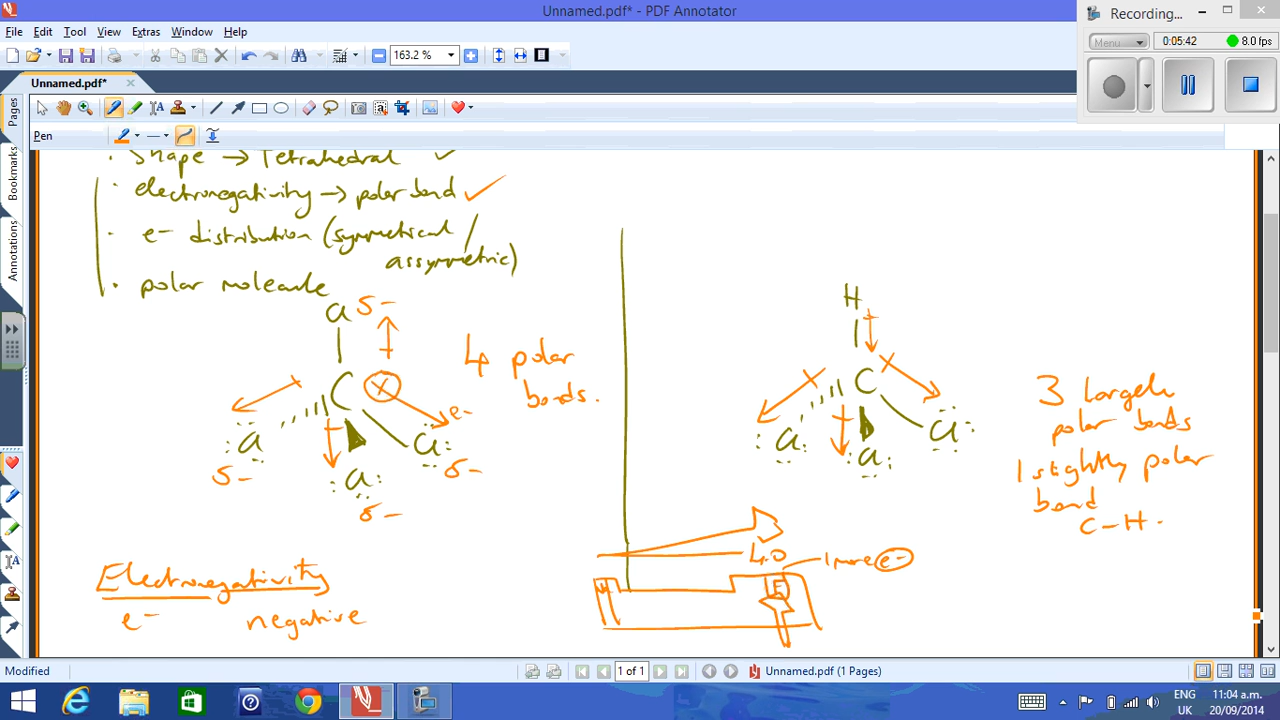 Unnamed.pdf* - PDF Annotator
Recording...
File Edit Tool View Extras Window Help
Menu
0:05:42
8.0 fps
163.2 %
Unnamed.pdf*
Pen
Pages
Bookmarks
Annotations
· Shape → Tetrahedral ✓
· electronegativity → polar bond ✓
· e- distribution (symmetrical /
assymmetric)
· polar molecule
Cl δ-
C
Cl δ-
Cl δ-
Cl δ-
e-
4 polar
bonds.
H
C
Cl
Cl
Cl
3 largely
polar bonds
1 slightly polar
bond
C-H
4.0
1 more e-
H
F
Electronegativity
e- negative
Modified
1 of 1
Unnamed.pdf (1 Pages)
ENG
UK
11:04 a.m.
20/09/2014